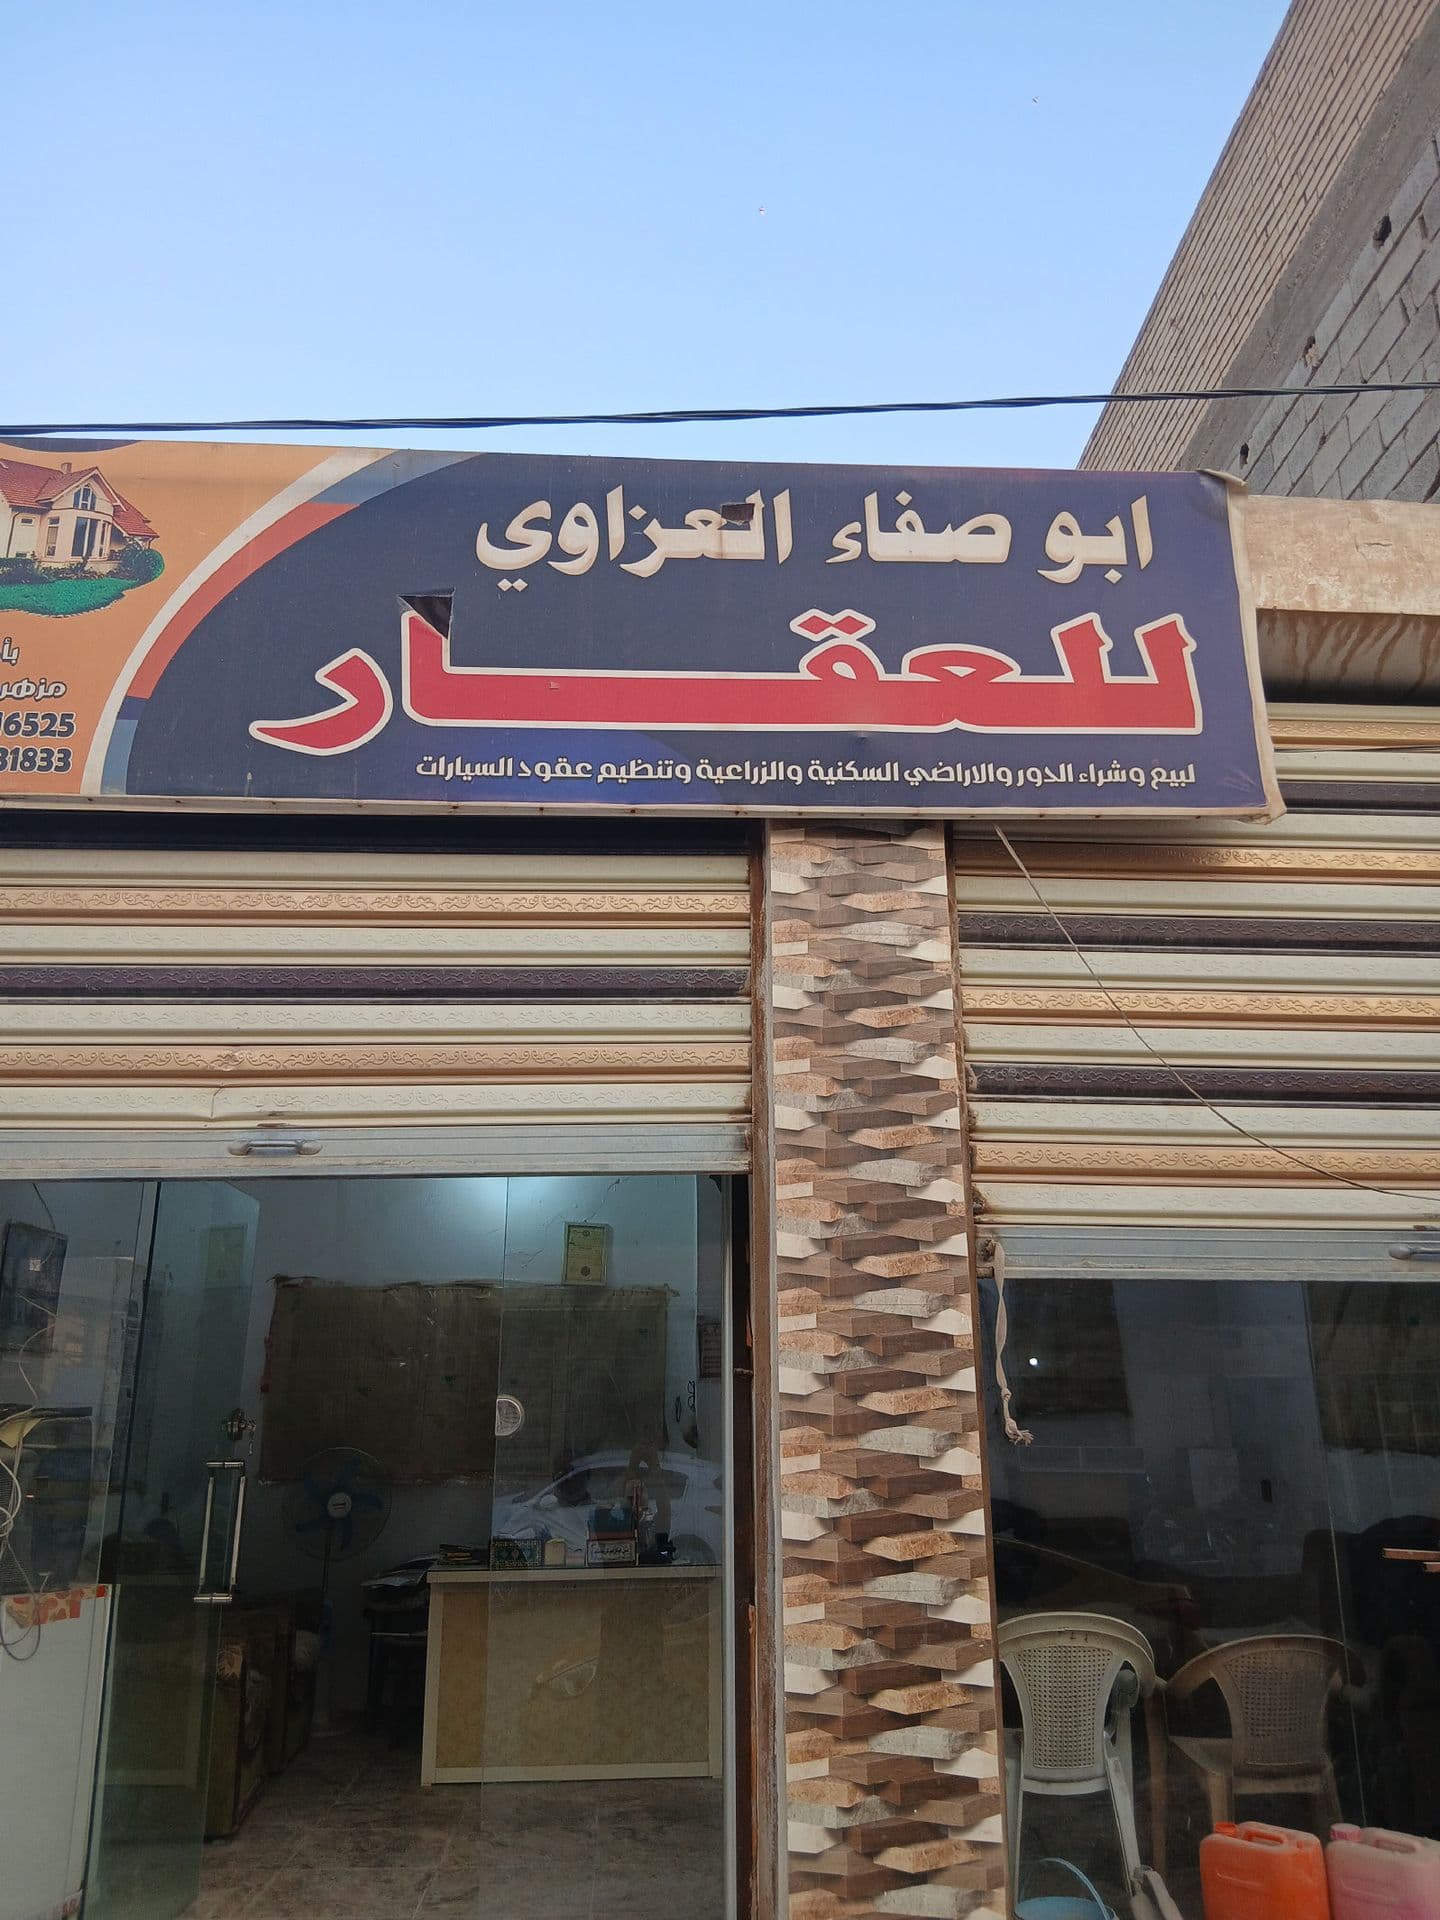 ابو صفاء العزاوي
للعقار
لبيع وشراء الدور والاراضي السكنية والزراعية وتنظيم عقود السيارات
مزهر
16525
31833